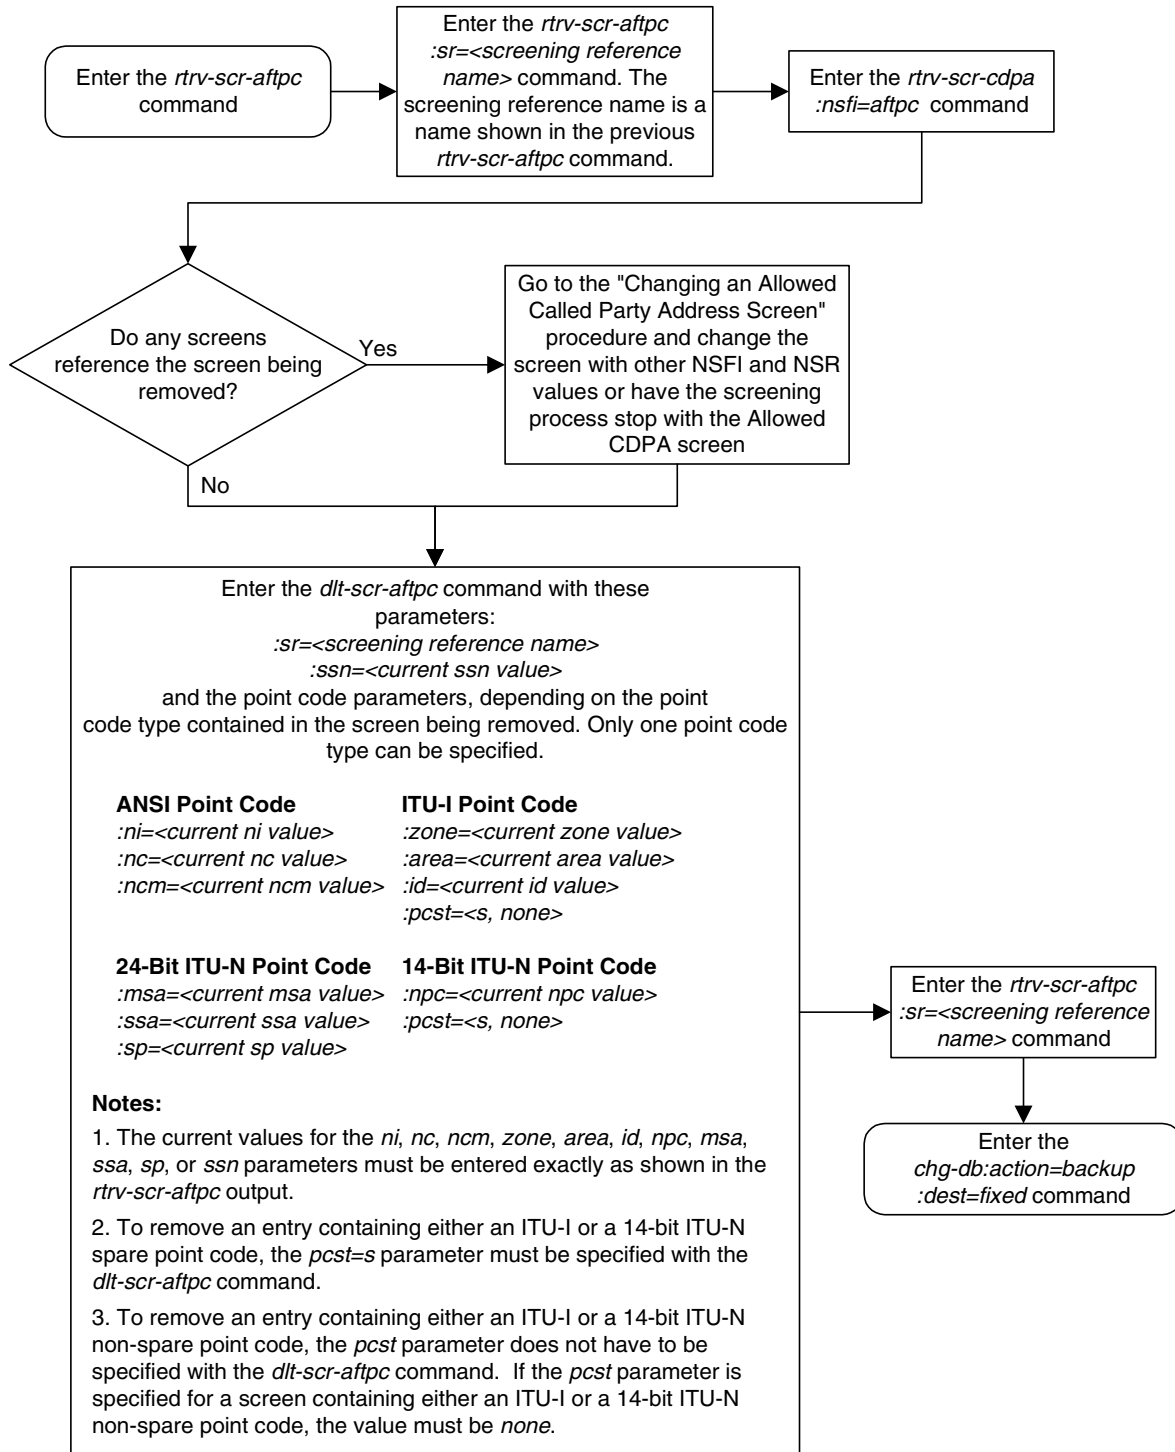 Enter the rtrv-scr-aftpc
command
Enter the rtrv-scr-aftpc
:sr=<screening reference
name> command. The
screening reference name is a
name shown in the previous
rtrv-scr-aftpc command.
Enter the rtrv-scr-cdpa
:nsfi=aftpc command
Do any screens
reference the screen being
removed?
Yes
No
Go to the "Changing an Allowed
Called Party Address Screen"
procedure and change the
screen with other NSFI and NSR
values or have the screening
process stop with the Allowed
CDPA screen
Enter the dlt-scr-aftpc command with these
parameters:
:sr=<screening reference name>
:ssn=<current ssn value>
and the point code parameters, depending on the point
code type contained in the screen being removed. Only one point code
type can be specified.
ANSI Point Code
:ni=<current ni value>
:nc=<current nc value>
:ncm=<current ncm value>
ITU-I Point Code
:zone=<current zone value>
:area=<current area value>
:id=<current id value>
:pcst=<s, none>
24-Bit ITU-N Point Code
:msa=<current msa value>
:ssa=<current ssa value>
:sp=<current sp value>
14-Bit ITU-N Point Code
:npc=<current npc value>
:pcst=<s, none>
Notes:
1. The current values for the ni, nc, ncm, zone, area, id, npc, msa,
ssa, sp, or ssn parameters must be entered exactly as shown in the
rtrv-scr-aftpc output.
2. To remove an entry containing either an ITU-I or a 14-bit ITU-N
spare point code, the pcst=s parameter must be specified with the
dlt-scr-aftpc command.
3. To remove an entry containing either an ITU-I or a 14-bit ITU-N
non-spare point code, the pcst parameter does not have to be
specified with the dlt-scr-aftpc command. If the pcst parameter is
specified for a screen containing either an ITU-I or a 14-bit ITU-N
non-spare point code, the value must be none.
Enter the rtrv-scr-aftpc
:sr=<screening reference
name> command
Enter the
chg-db:action=backup
:dest=fixed command